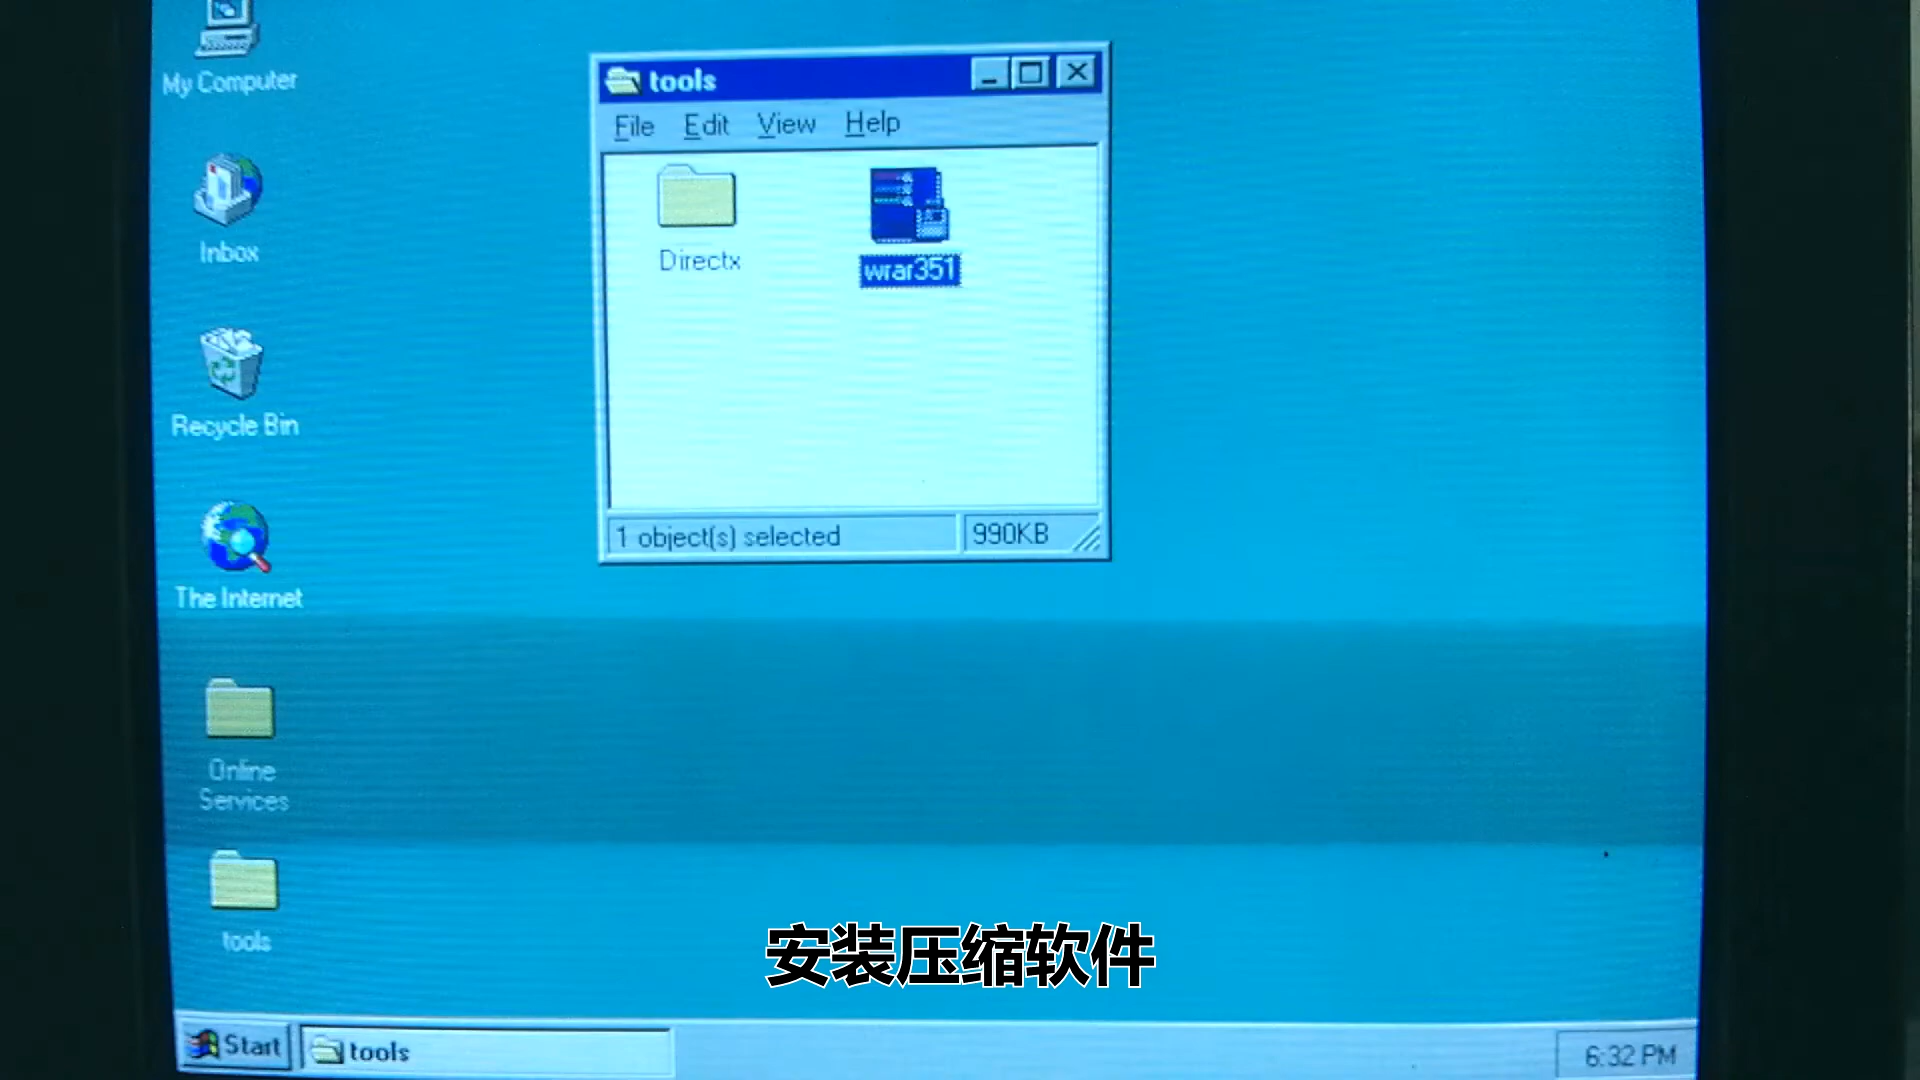 My Computer
Inbox
Recycle Bin
The Internet
Online
Services
tools
tools
File Edit View Help
Directx
wrar351
1 object(s) selected
990KB
安装压缩软件
Start
tools
6:32 PM